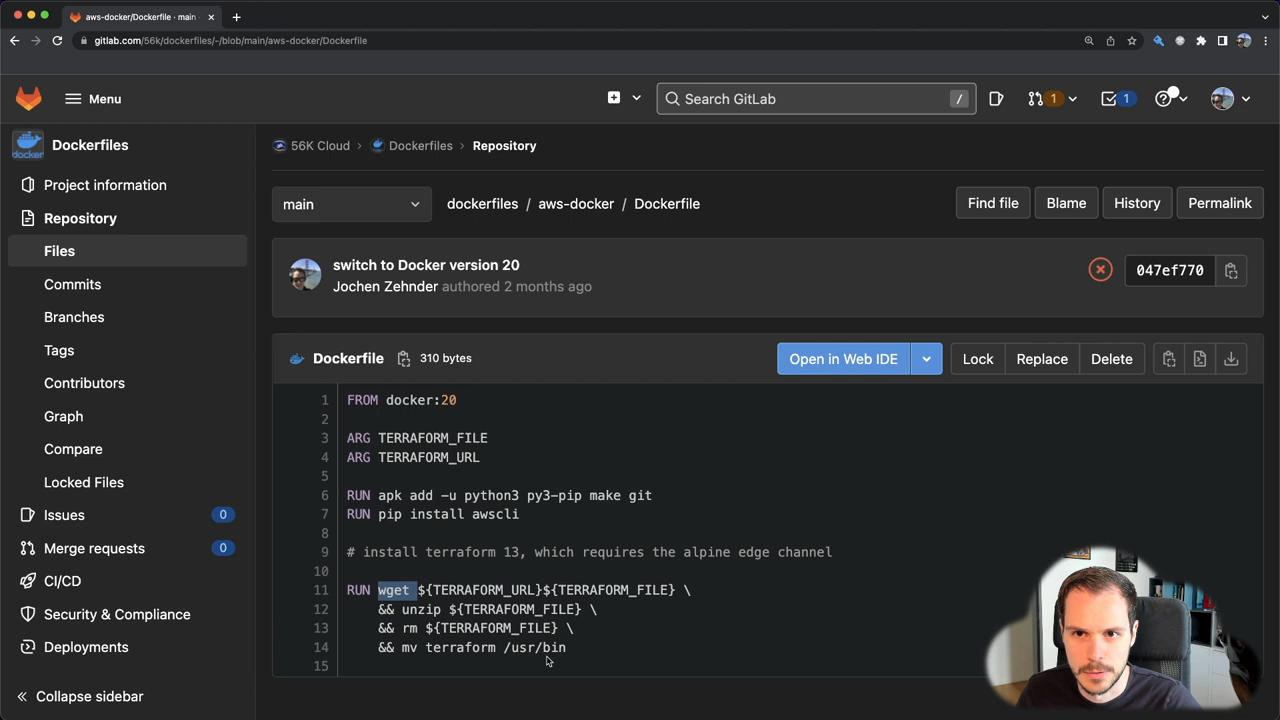 aws-docker/Dockerfile · main
gitlab.com/56k/dockerfiles/-/blob/main/aws-docker/Dockerfile
Menu
Search GitLab
/
1
1
docker
Dockerfiles
56K Cloud › Dockerfiles › Repository
Project information
Repository
Files
Commits
Branches
Tags
Contributors
Graph
Compare
Locked Files
Issues 0
Merge requests 0
CI/CD
Security & Compliance
Deployments
Collapse sidebar
main
dockerfiles / aws-docker / Dockerfile
Find file
Blame
History
Permalink
switch to Docker version 20
Jochen Zehnder authored 2 months ago
047ef770
Dockerfile 310 bytes
Open in Web IDE
Lock
Replace
Delete
1 FROM docker:20
2
3 ARG TERRAFORM_FILE
4 ARG TERRAFORM_URL
5
6 RUN apk add -u python3 py3-pip make git
7 RUN pip install awscli
8
9 # install terraform 13, which requires the alpine edge channel
10
11 RUN wget ${TERRAFORM_URL}${TERRAFORM_FILE} \
12 && unzip ${TERRAFORM_FILE} \
13 && rm ${TERRAFORM_FILE} \
14 && mv terraform /usr/bin
15